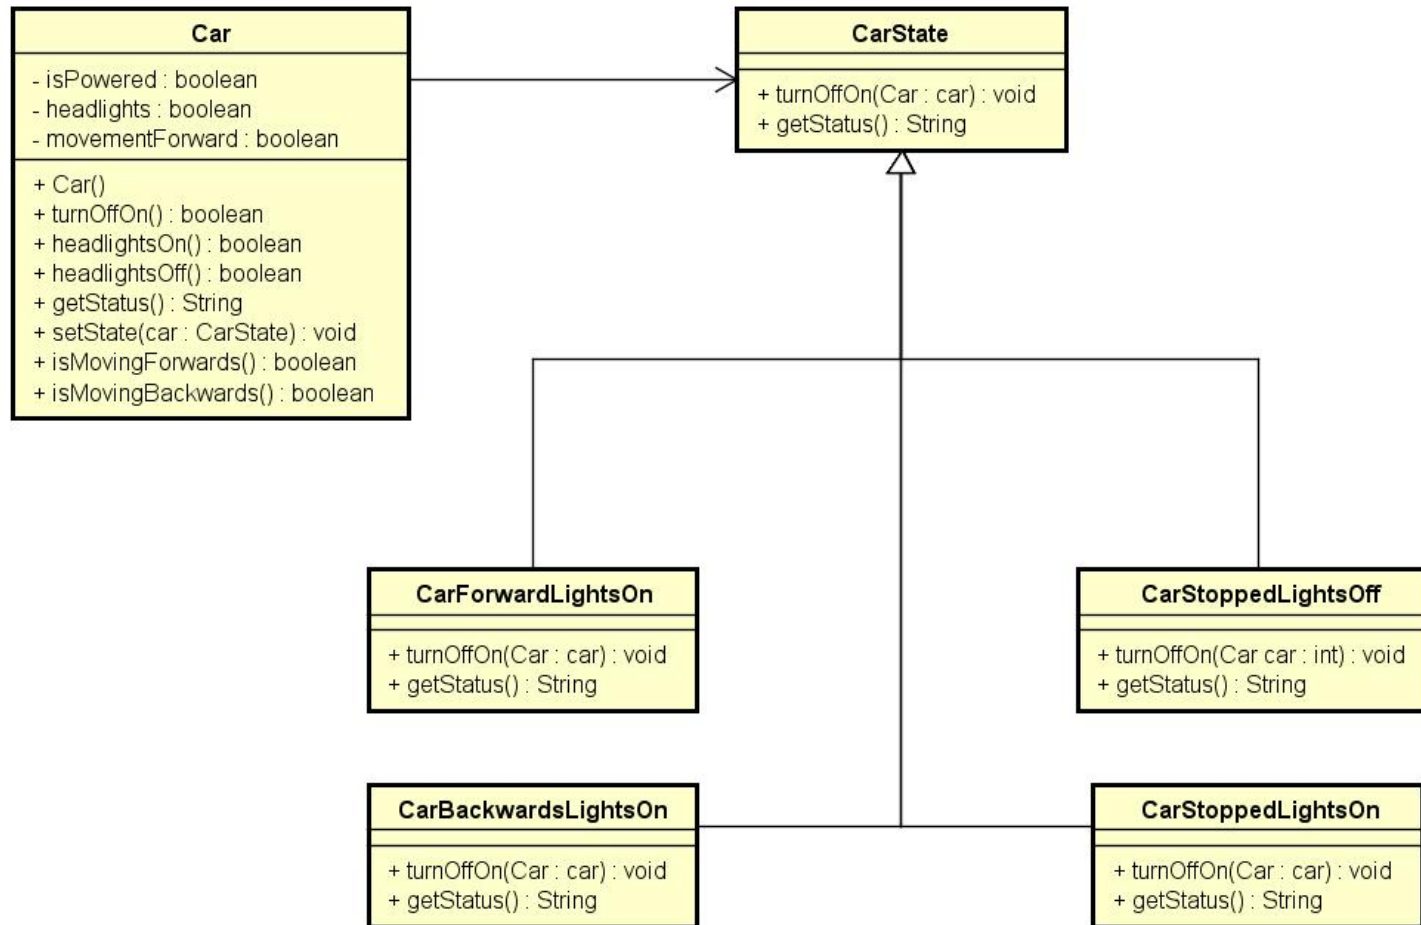 Car
- isPowered : boolean
- headlights : boolean
- movementForward : boolean
+ Car()
+ turnOffOn() : boolean
+ headlightsOn() : boolean
+ headlightsOff() : boolean
+ getStatus() : String
+ setState(car : CarState) : void
+ isMovingForwards() : boolean
+ isMovingBackwards() : boolean
CarState
+ turnOffOn(Car : car) : void
+ getStatus() : String
CarForwardLightsOn
+ turnOffOn(Car : car) : void
+ getStatus() : String
CarStoppedLightsOff
+ turnOffOn(Car car : int) : void
+ getStatus() : String
CarBackwardsLightsOn
+ turnOffOn(Car : car) : void
+ getStatus() : String
CarStoppedLightsOn
+ turnOffOn(Car : car) : void
+ getStatus() : String